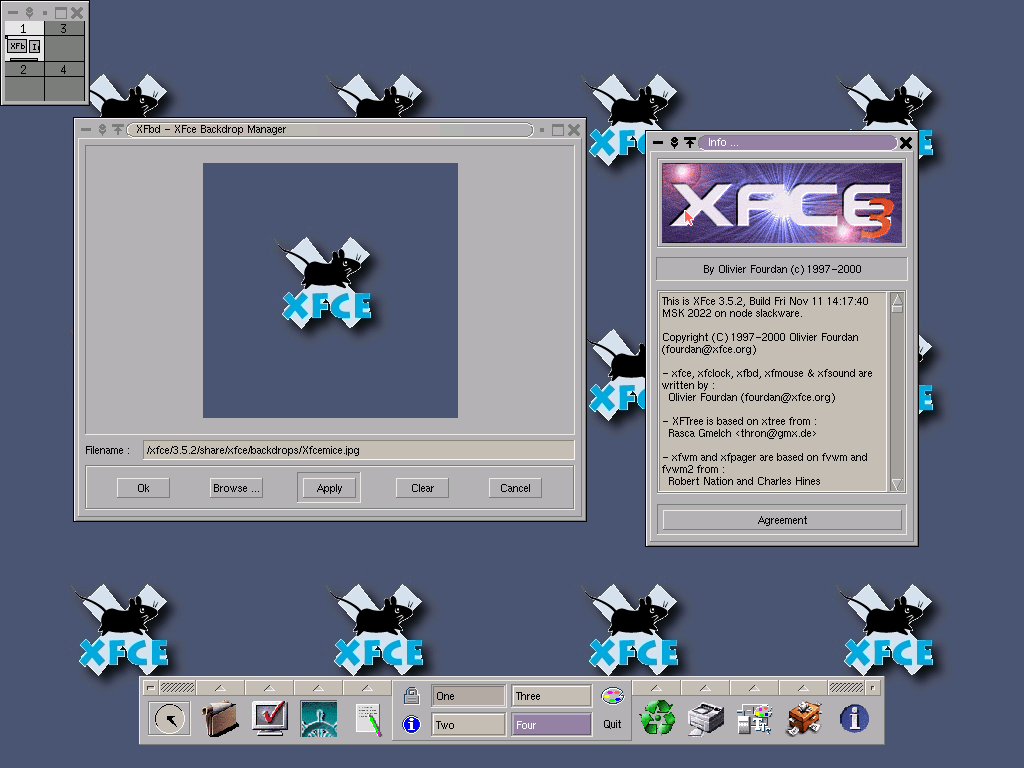 1 3
XFb I
2 4
XFbd – XFce Backdrop Manager
XFCE
Filename :
/xfce/3.5.2/share/xfce/backdrops/Xfcemice.jpg
Ok Browse ... Apply Clear Cancel
Info ...
XFCE 3
By Olivier Fourdan (c) 1997–2000
This is XFce 3.5.2, Build Fri Nov 11 14:17:40
MSK 2022 on node slackware.
Copyright (C) 1997–2000 Olivier Fourdan
(fourdan@xfce.org)
– xfce, xfclock, xfbd, xfmouse & xfsound are
written by :
Olivier Fourdan (fourdan@xfce.org)
– XFTree is based on xtree from :
Rasca Gmelch <thron@gmx.de>
– xfwm and xfpager are based on fvwm and
fvwm2 from :
Robert Nation and Charles Hines
Agreement
XFCE XFCE XFCE XFCE
One Three
Two Four Quit